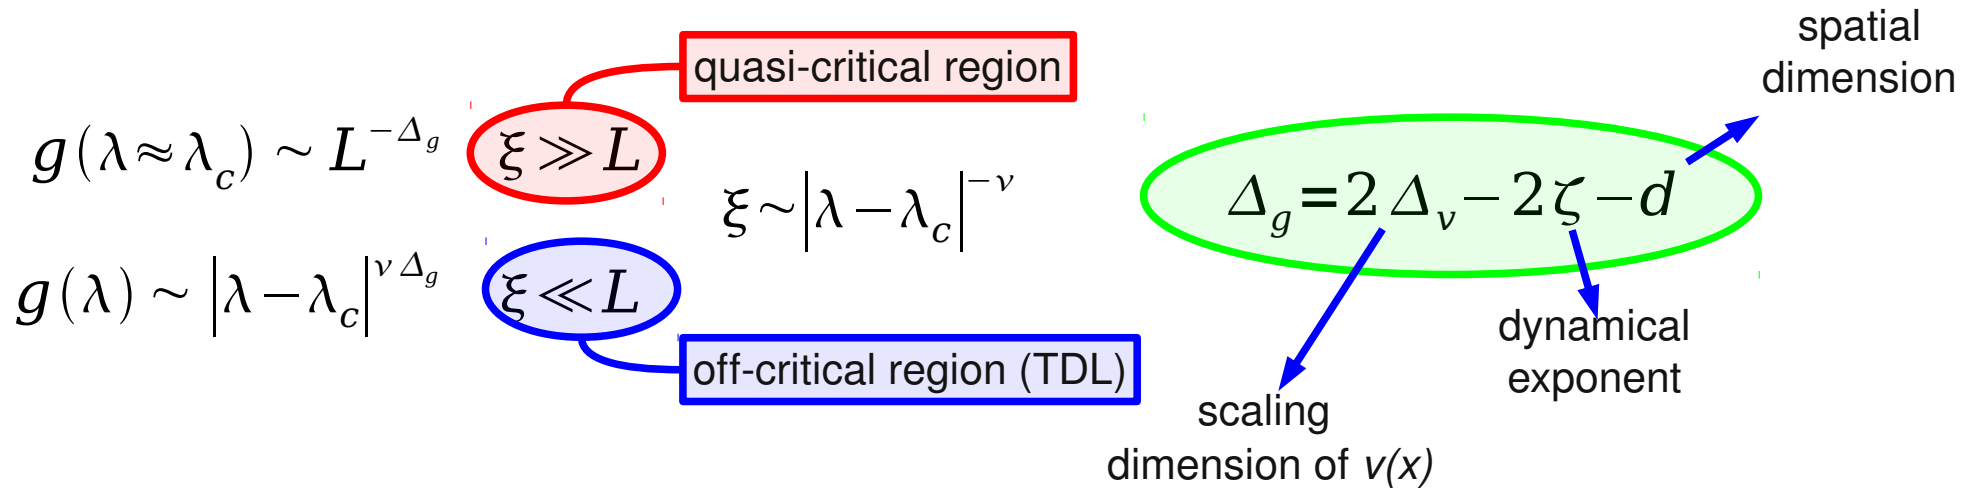 quasi-critical region
g(λ≈λ_c) ∼ L^{−Δ_g} ξ≫L
ξ∼|λ−λ_c|^{−ν}
g(λ) ∼ |λ−λ_c|^{νΔ_g} ξ≪L
off-critical region (TDL)
spatial
dimension
Δ_g=2Δ_v−2ζ−d
dynamical
exponent
scaling
dimension of v(x)